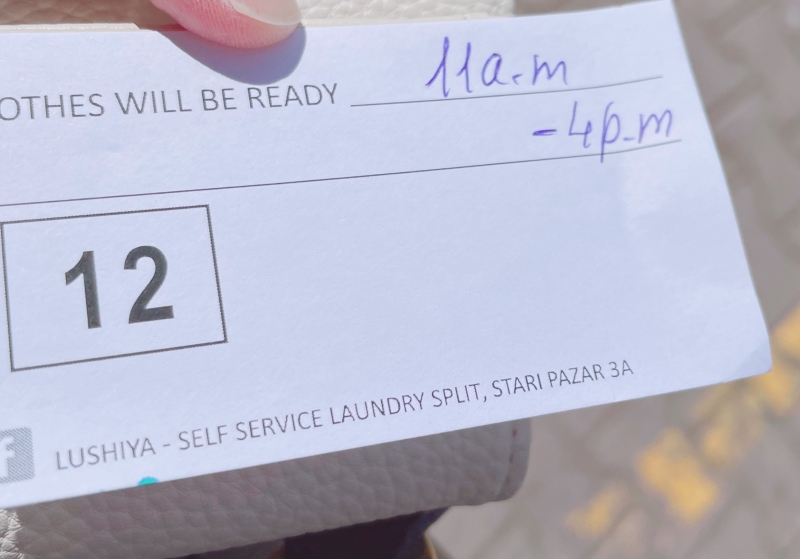 OTHES WILL BE READY 11a.m
-4p.m
12
f LUSHIYA - SELF SERVICE LAUNDRY SPLIT, STARI PAZAR 3A